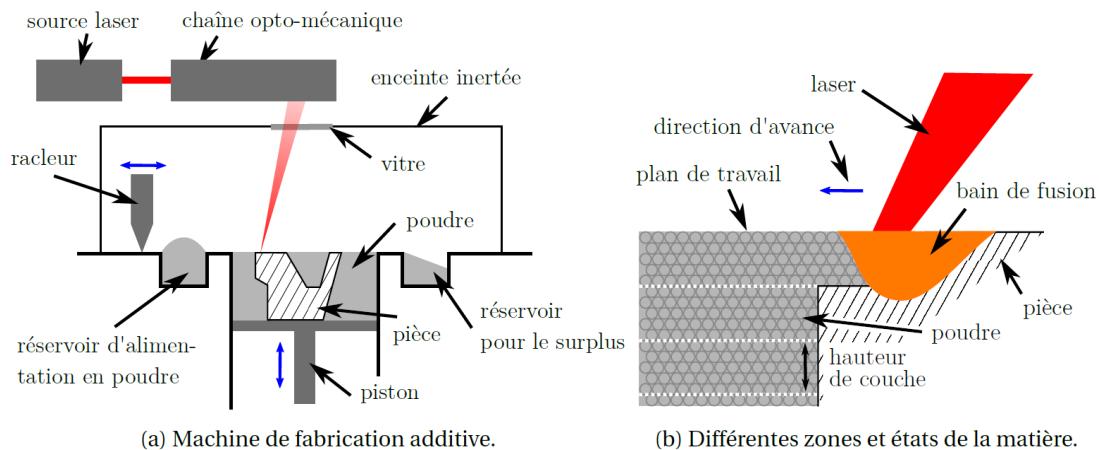 source laser
chaîne opto-mécanique
enceinte inertée
vitre
racleur
poudre
réservoir d'alimen-
tation en poudre
pièce
piston
réservoir
pour le surplus
(a) Machine de fabrication additive.
laser
direction d'avance
plan de travail
bain de fusion
pièce
poudre
hauteur
de couche
(b) Différentes zones et états de la matière.